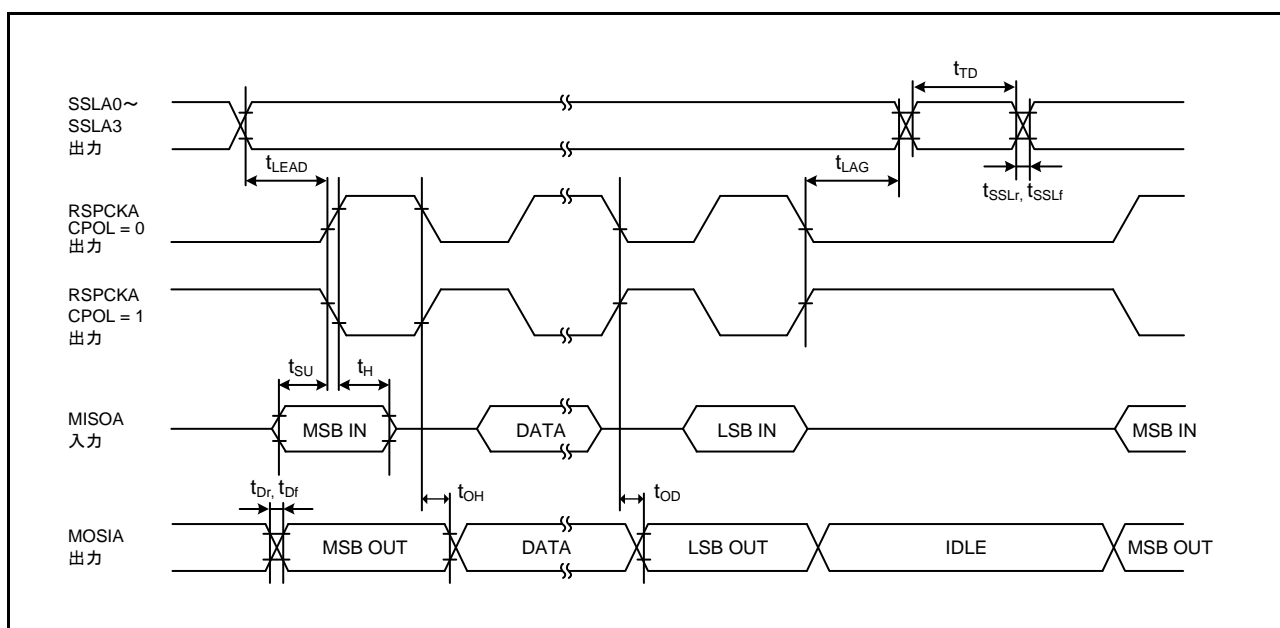 SSLA0～
SSLA3
出力
tTD
tLEAD
tLAG
tSSLr, tSSLf
RSPCKA
CPOL = 0
出力
RSPCKA
CPOL = 1
出力
tSU
tH
MISOA
入力
MSB IN
DATA
LSB IN
MSB IN
tDr, tDf
tOH
tOD
MOSIA
出力
MSB OUT
DATA
LSB OUT
IDLE
MSB OUT